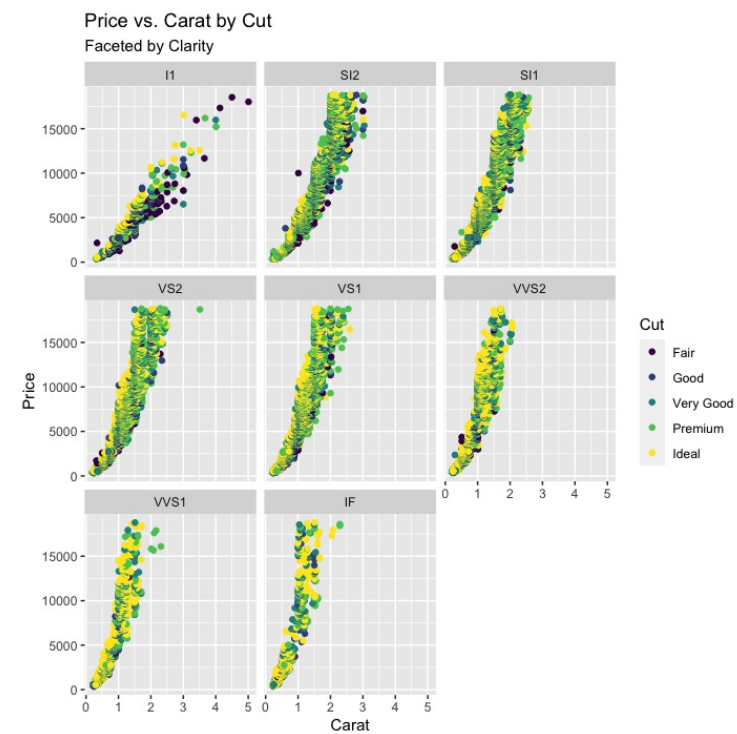 Price vs. Carat by Cut
Faceted by Clarity
I1
SI2
SI1
15000
10000
5000
0
VS2
VS1
VVS2
15000
10000
5000
0
Price
0 1 2 3 4 5
VVS1
IF
15000
10000
5000
0
0 1 2 3 4 5
0 1 2 3 4 5
Carat
Cut
Fair
Good
Very Good
Premium
Ideal